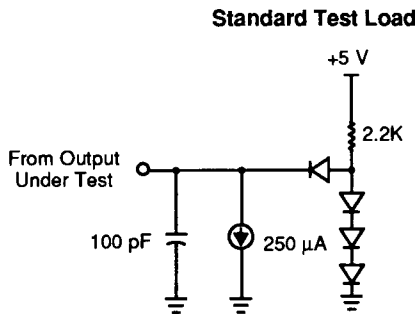 Standard Test Load
+5 V
2.2K
From Output
Under Test
100 pF
250 µA